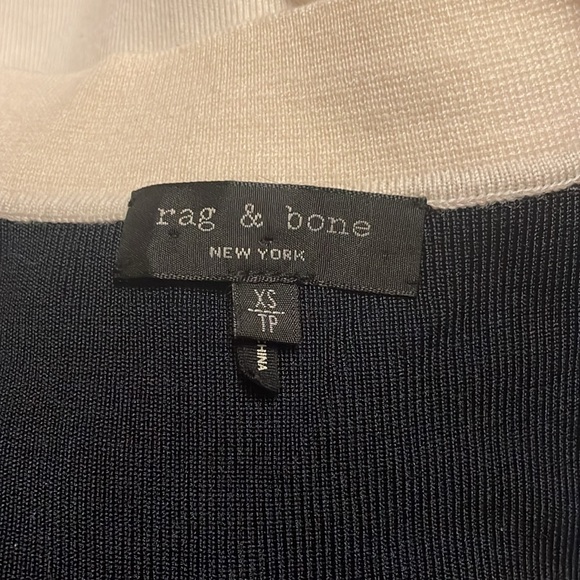 rag & bone
NEW YORK
XS
TP
HINA